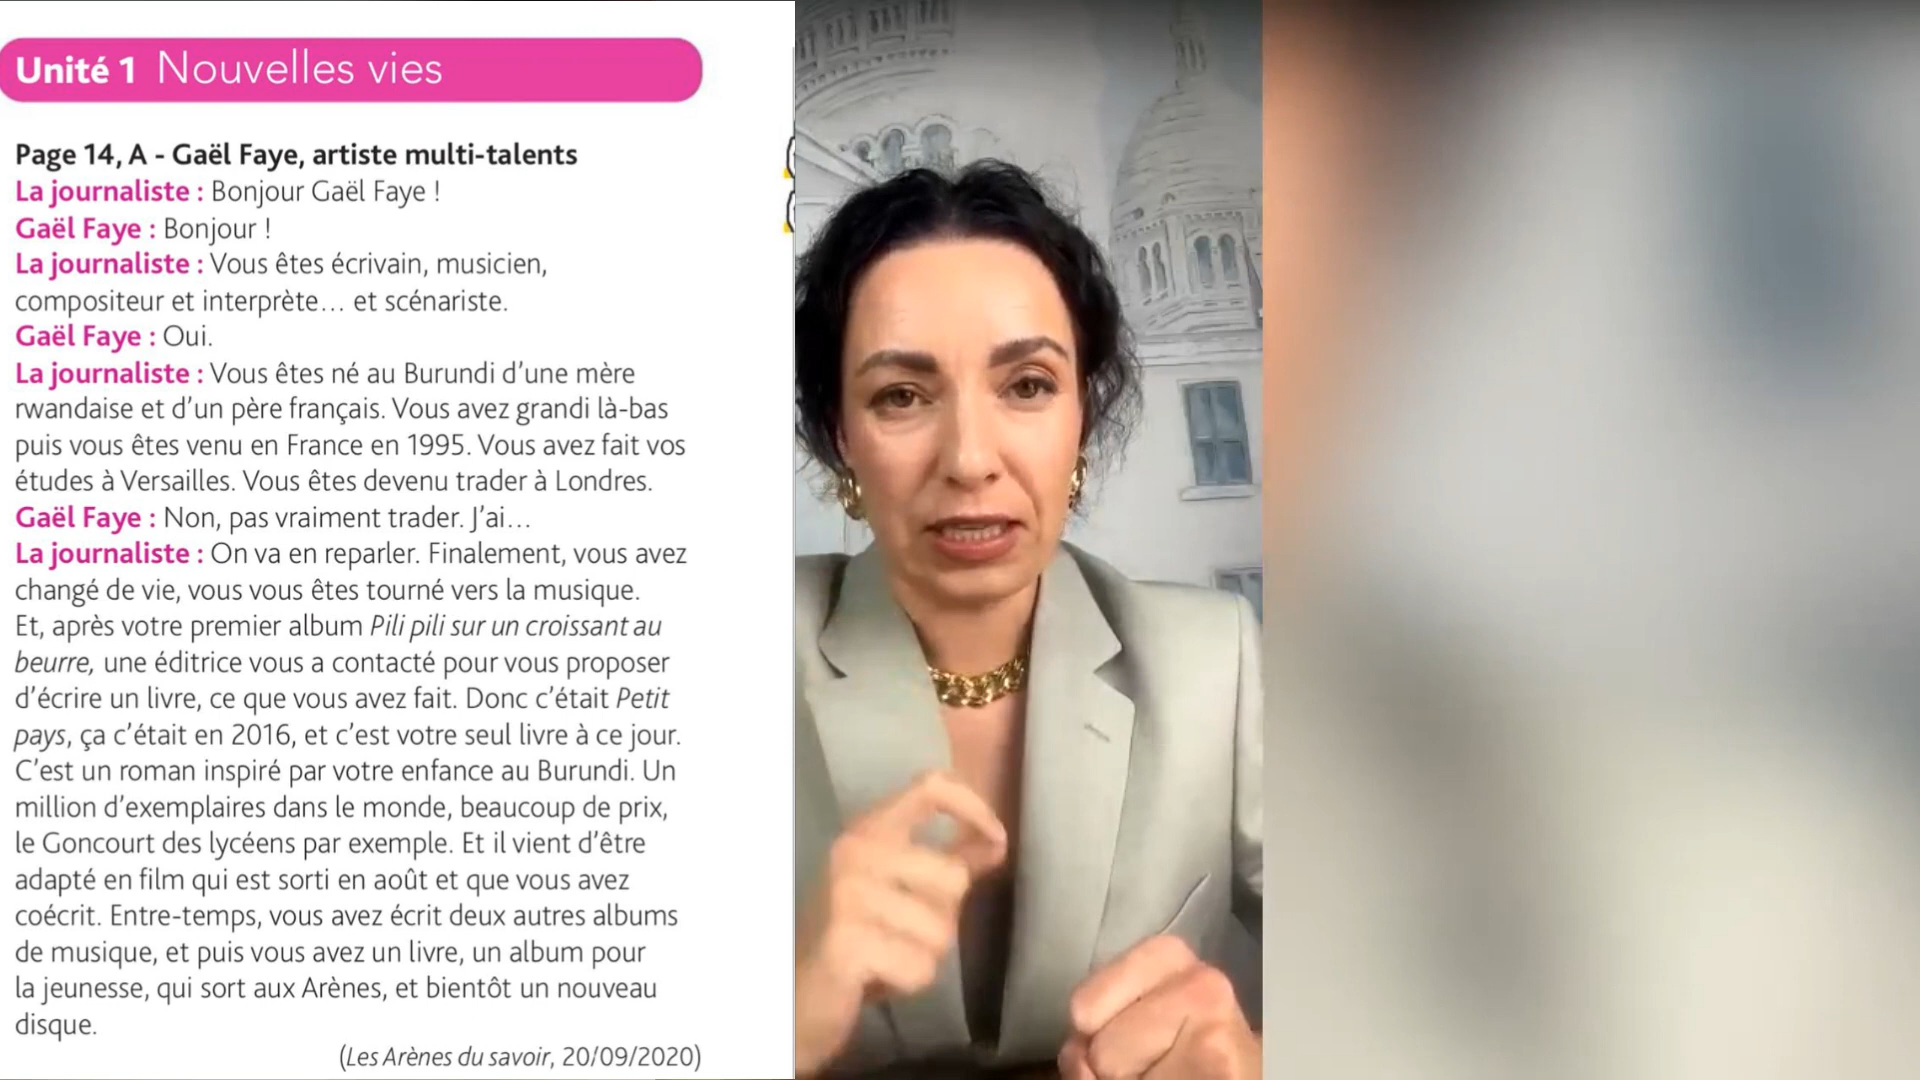 Unité 1 Nouvelles vies
Page 14, A - Gaël Faye, artiste multi-talents
La journaliste : Bonjour Gaël Faye !
Gaël Faye : Bonjour !
La journaliste : Vous êtes écrivain, musicien,
compositeur et interprète… et scénariste.
Gaël Faye : Oui.
La journaliste : Vous êtes né au Burundi d’une mère
rwandaise et d’un père français. Vous avez grandi là-bas
puis vous êtes venu en France en 1995. Vous avez fait vos
études à Versailles. Vous êtes devenu trader à Londres.
Gaël Faye : Non, pas vraiment trader. J’ai…
La journaliste : On va en reparler. Finalement, vous avez
changé de vie, vous vous êtes tourné vers la musique.
Et, après votre premier album Pili pili sur un croissant au
beurre, une éditrice vous a contacté pour vous proposer
d’écrire un livre, ce que vous avez fait. Donc c’était Petit
pays, ça c’était en 2016, et c’est votre seul livre à ce jour.
C’est un roman inspiré par votre enfance au Burundi. Un
million d’exemplaires dans le monde, beaucoup de prix,
le Goncourt des lycéens par exemple. Et il vient d’être
adapté en film qui est sorti en août et que vous avez
coécrit. Entre-temps, vous avez écrit deux autres albums
de musique, et puis vous avez un livre, un album pour
la jeunesse, qui sort aux Arènes, et bientôt un nouveau
disque.
(Les Arènes du savoir, 20/09/2020)